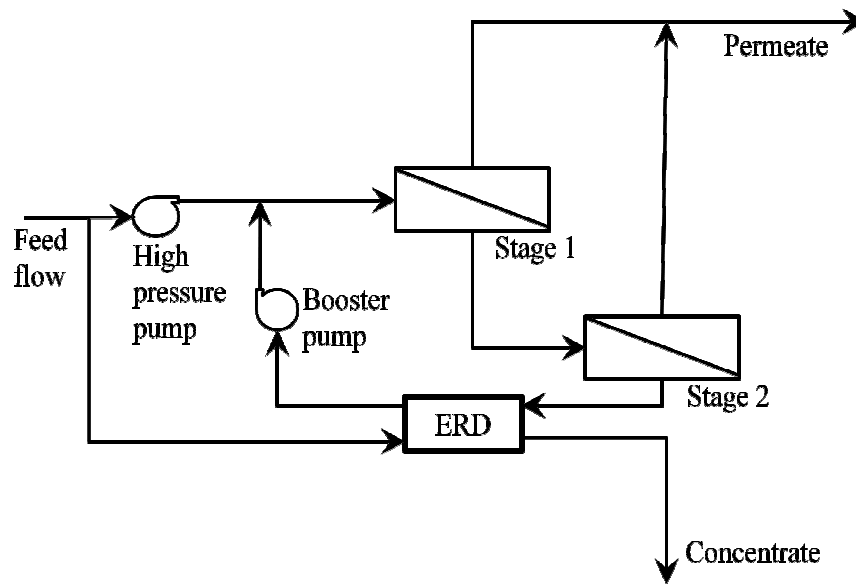 Permeate
Feed
flow
High
pressure
pump
Stage 1
Booster
pump
Stage 2
ERD
Concentrate